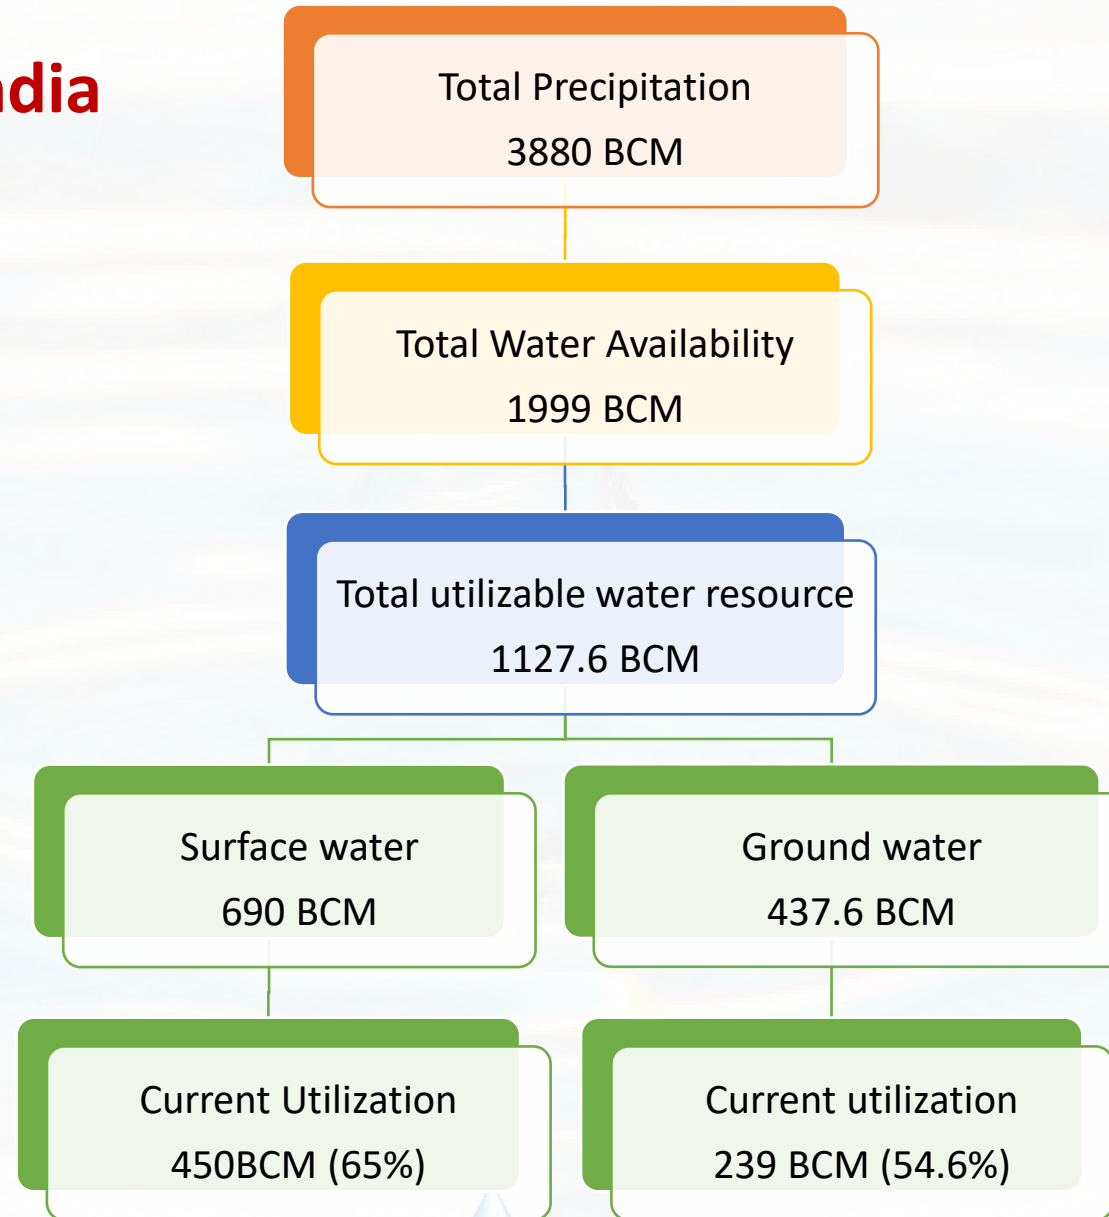 ndia
Total Precipitation
3880 BCM
Total Water Availability
1999 BCM
Total utilizable water resource
1127.6 BCM
Surface water
690 BCM
Ground water
437.6 BCM
Current Utilization
450BCM (65%)
Current utilization
239 BCM (54.6%)